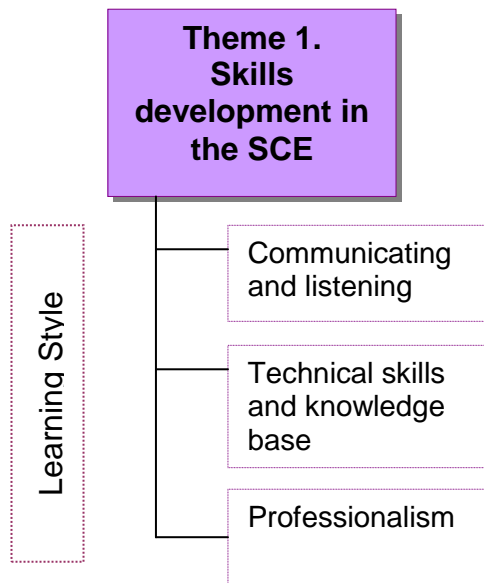 Theme 1.
Skills
development in
the SCE
Learning Style
Communicating
and listening
Technical skills
and knowledge
base
Professionalism